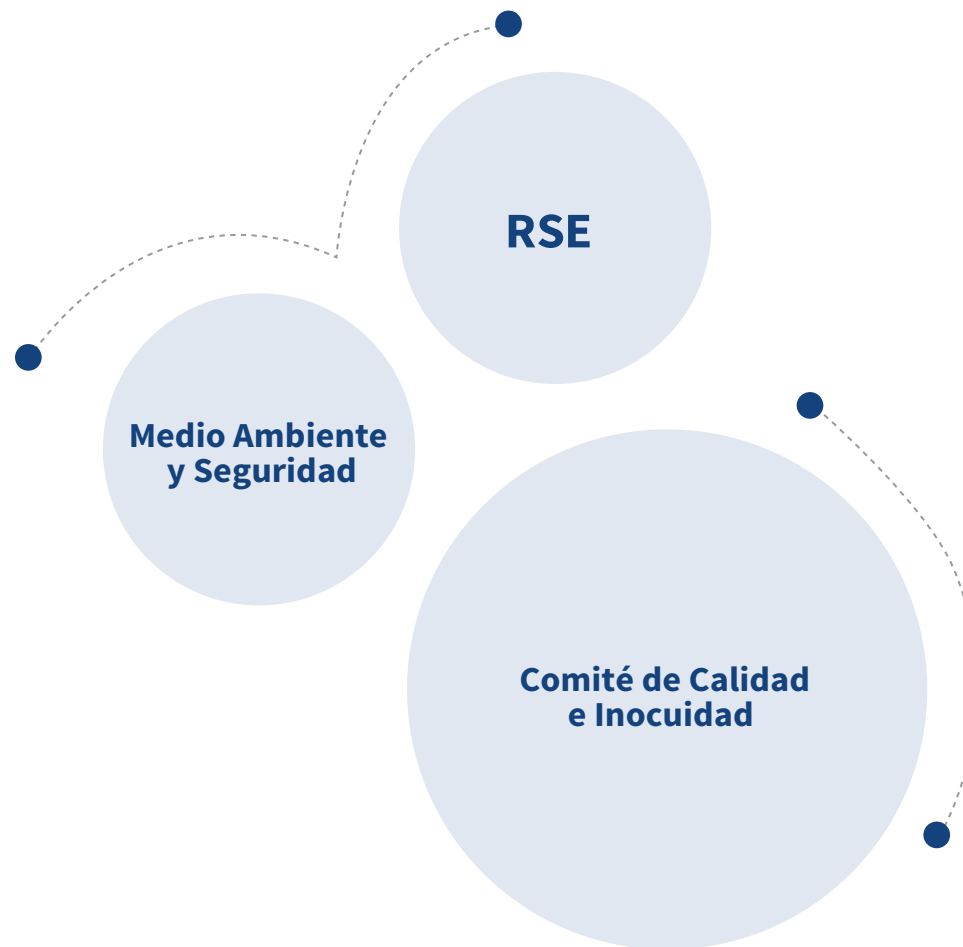 RSE
Medio Ambiente
y Seguridad
Comité de Calidad
e Inocuidad